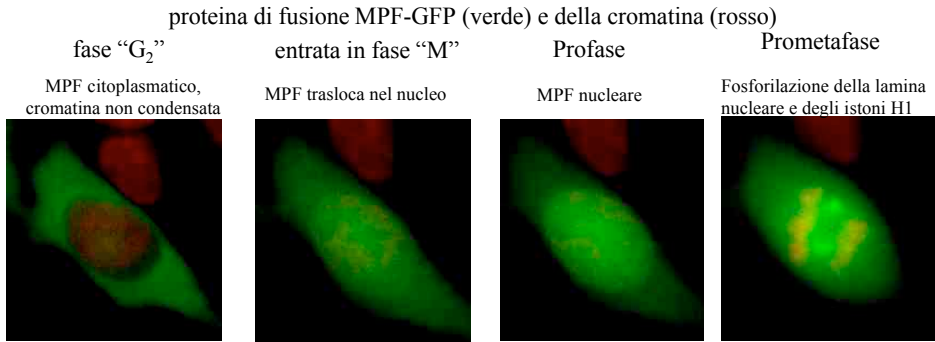 proteina di fusione MPF-GFP (verde) e della cromatina (rosso)
fase “G₂”
MPF citoplasmatico,
cromatina non condensata
entrata in fase “M”
MPF trasloca nel nucleo
Profase
MPF nucleare
Prometafase
Fosforilazione della lamina
nucleare e degli istoni H1